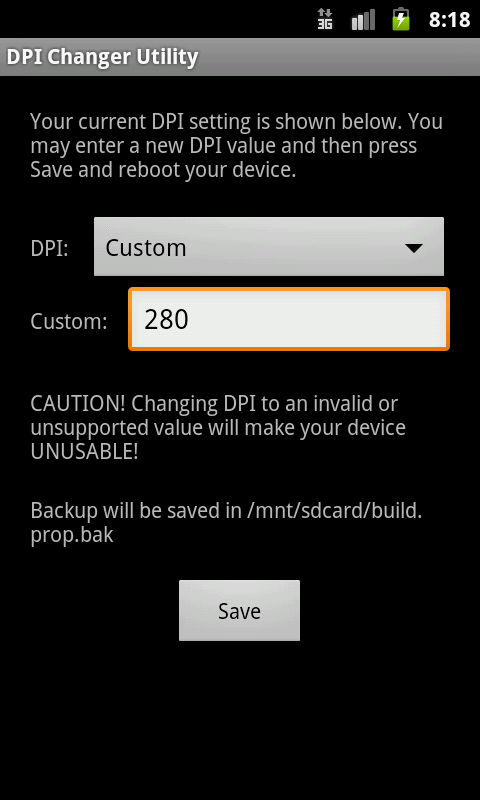 3G 8:18
DPI Changer Utility
Your current DPI setting is shown below. You
may enter a new DPI value and then press
Save and reboot your device.
DPI: Custom
Custom: 280
CAUTION! Changing DPI to an invalid or
unsupported value will make your device
UNUSABLE!
Backup will be saved in /mnt/sdcard/build.
prop.bak
Save